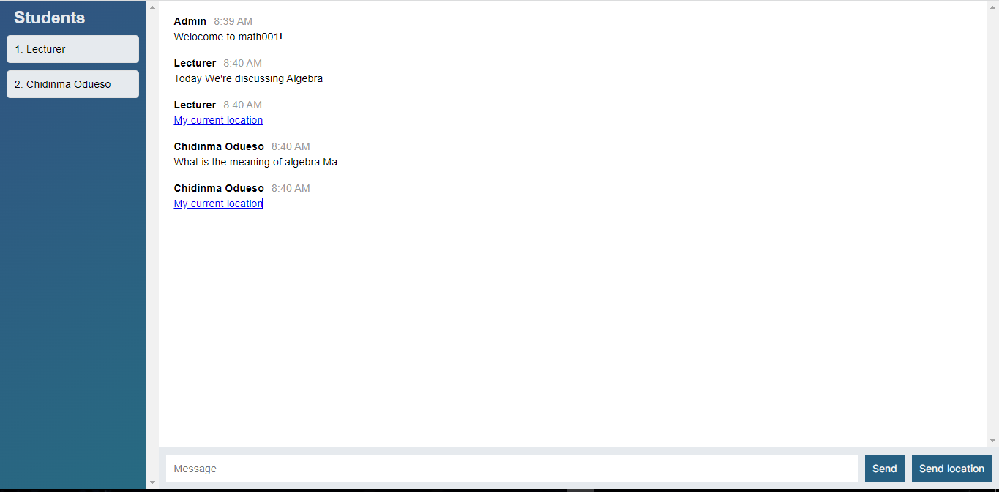 Students
1. Lecturer
2. Chidinma Odueso
Admin 8:39 AM
Welocome to math001!
Lecturer 8:40 AM
Today We're discussing Algebra
Lecturer 8:40 AM
My current location
Chidinma Odueso 8:40 AM
What is the meaning of algebra Ma
Chidinma Odueso 8:40 AM
My current location
Message
Send
Send location